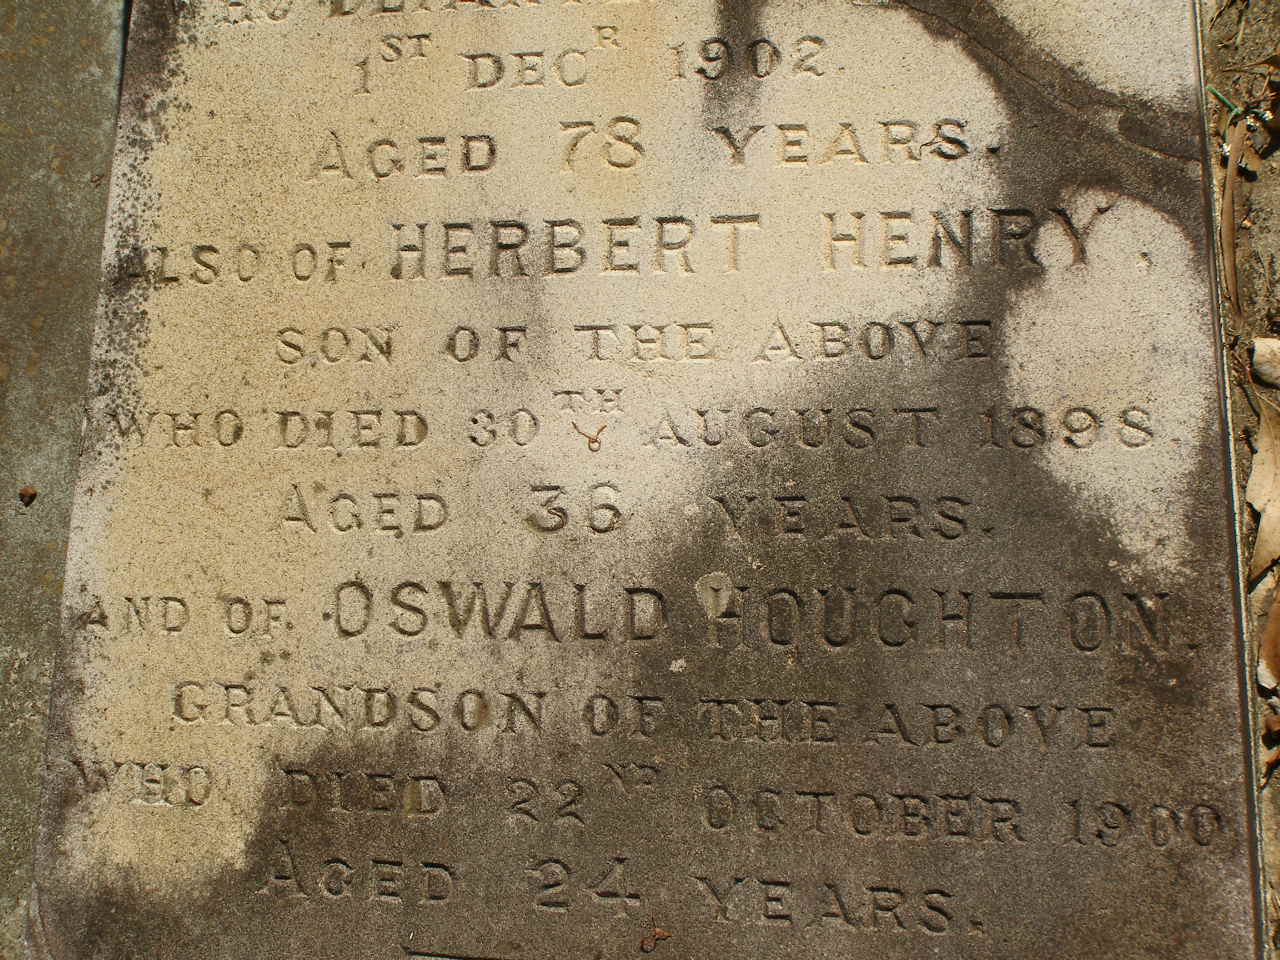 1ST DECR 1902.
AGED 78 YEARS.
ALSO OF HERBERT HENRY,
SON OF THE ABOVE
WHO DIED 30TH AUGUST 1898.
AGED 36 YEARS.
AND OF OSWALD HOUGHTON.
GRANDSON OF THE ABOVE
WHO DIED 22ND OCTOBER 1900
AGED 24 YEARS.